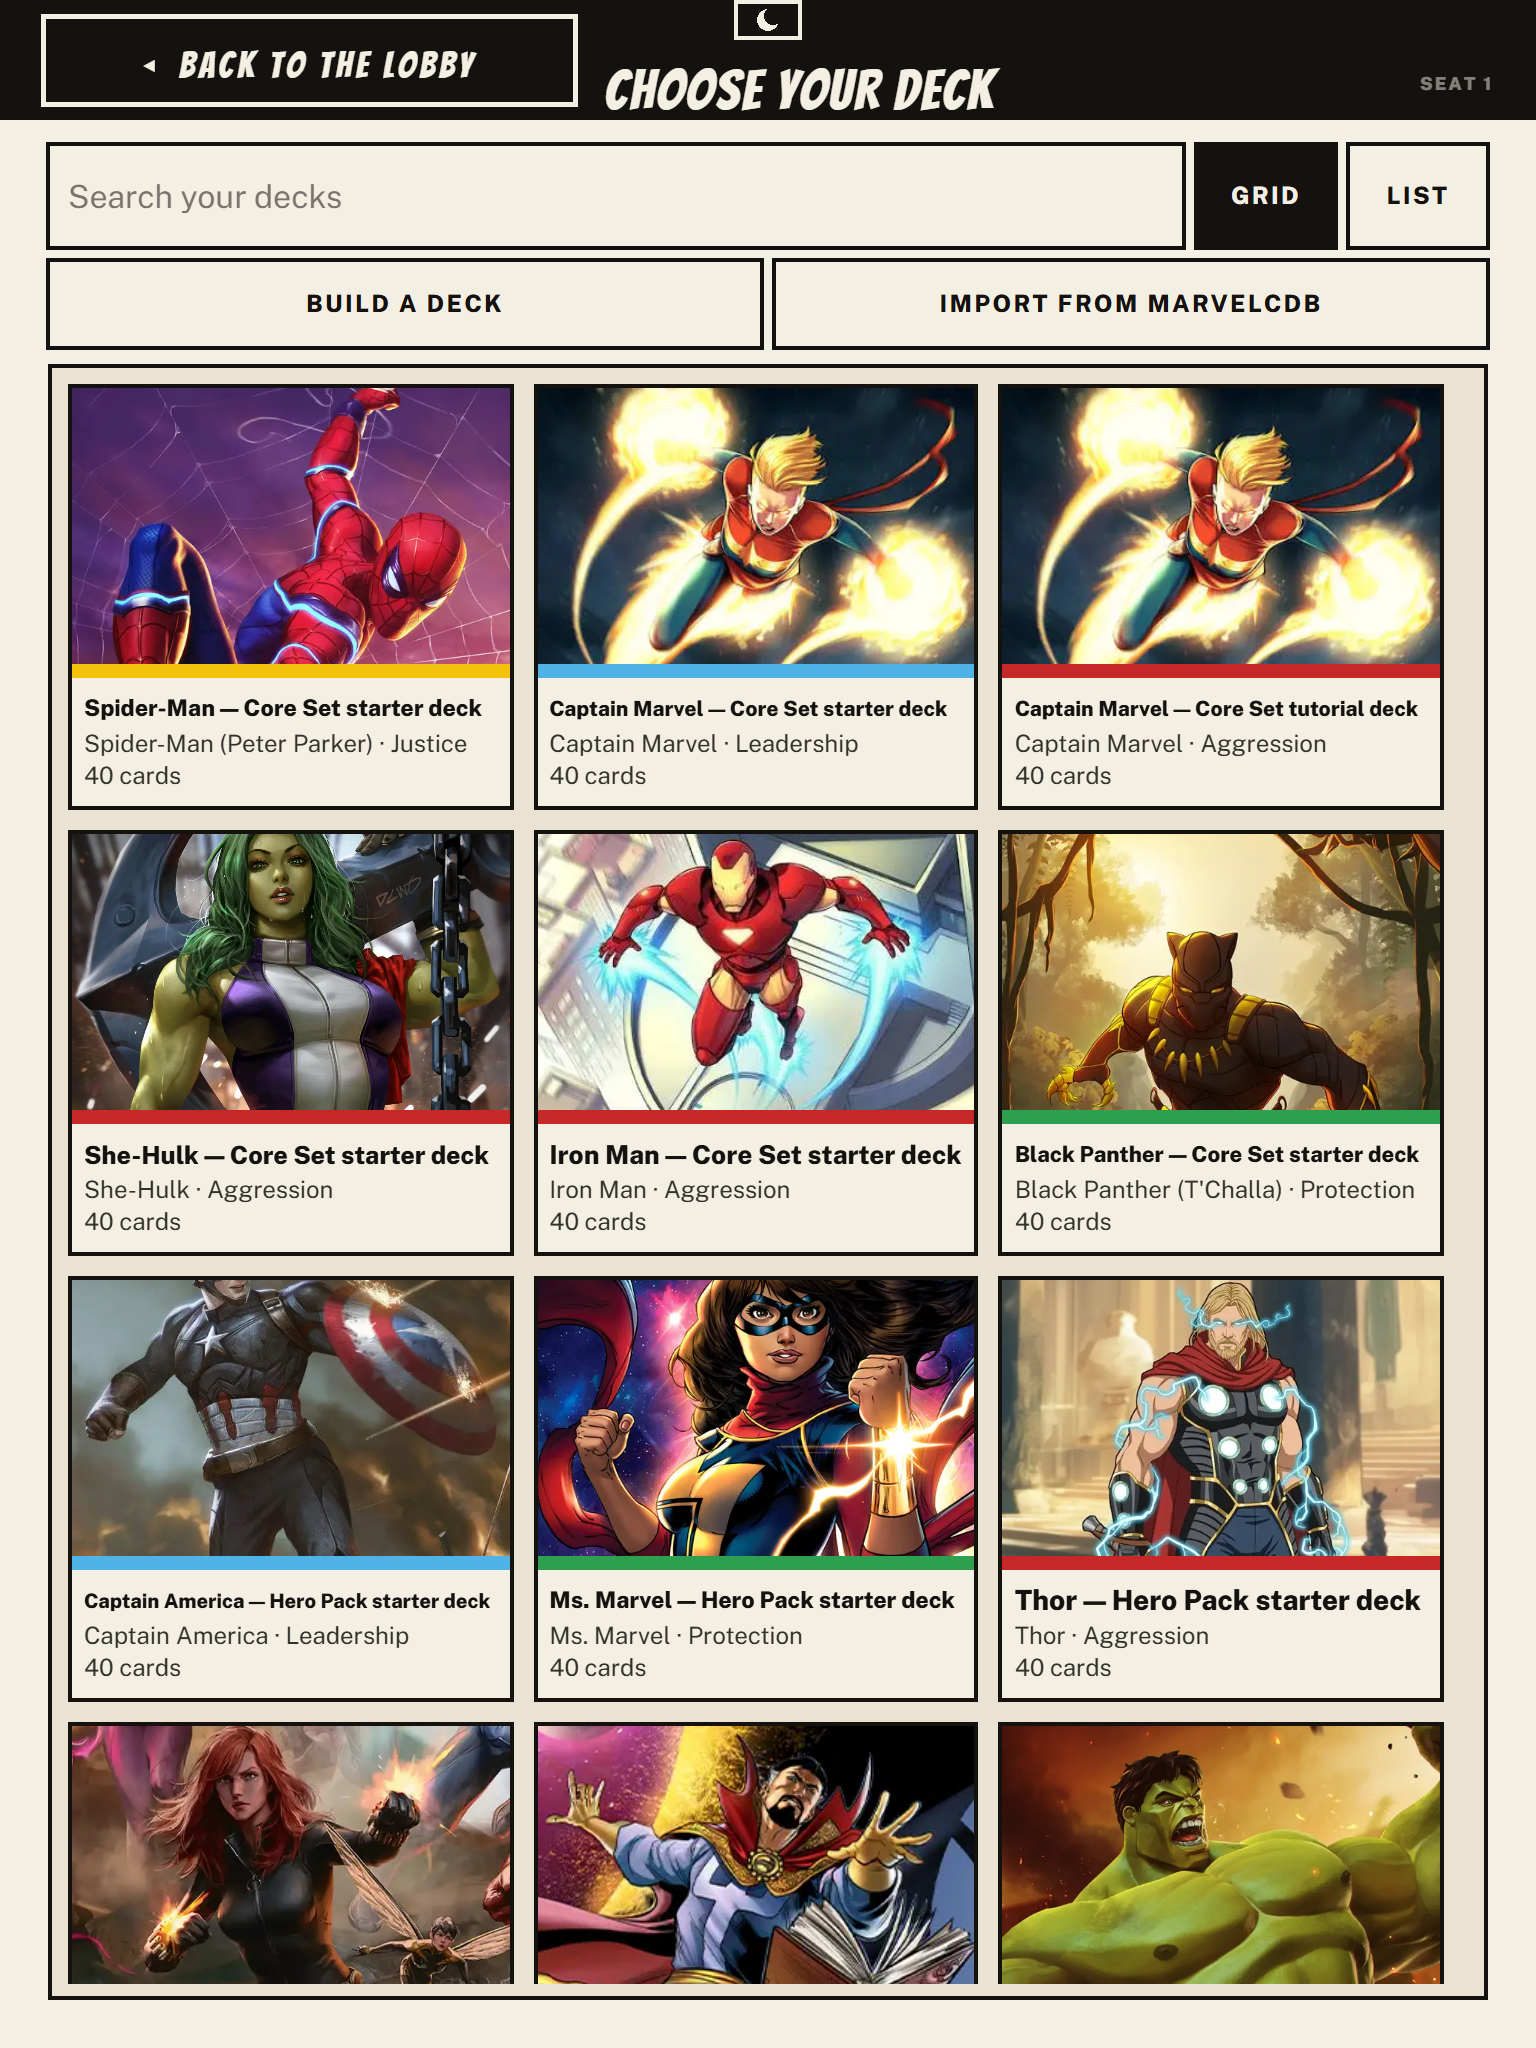 ◄ BACK TO THE LOBBY
CHOOSE YOUR DECK
SEAT 1
Search your decks
GRID
LIST
BUILD A DECK
IMPORT FROM MARVELCDB
Spider-Man — Core Set starter deck
Spider-Man (Peter Parker) · Justice
40 cards
Captain Marvel — Core Set starter deck
Captain Marvel · Leadership
40 cards
Captain Marvel — Core Set tutorial deck
Captain Marvel · Aggression
40 cards
She-Hulk — Core Set starter deck
She-Hulk · Aggression
40 cards
Iron Man — Core Set starter deck
Iron Man · Aggression
40 cards
Black Panther — Core Set starter deck
Black Panther (T'Challa) · Protection
40 cards
Captain America — Hero Pack starter deck
Captain America · Leadership
40 cards
Ms. Marvel — Hero Pack starter deck
Ms. Marvel · Protection
40 cards
Thor — Hero Pack starter deck
Thor · Aggression
40 cards